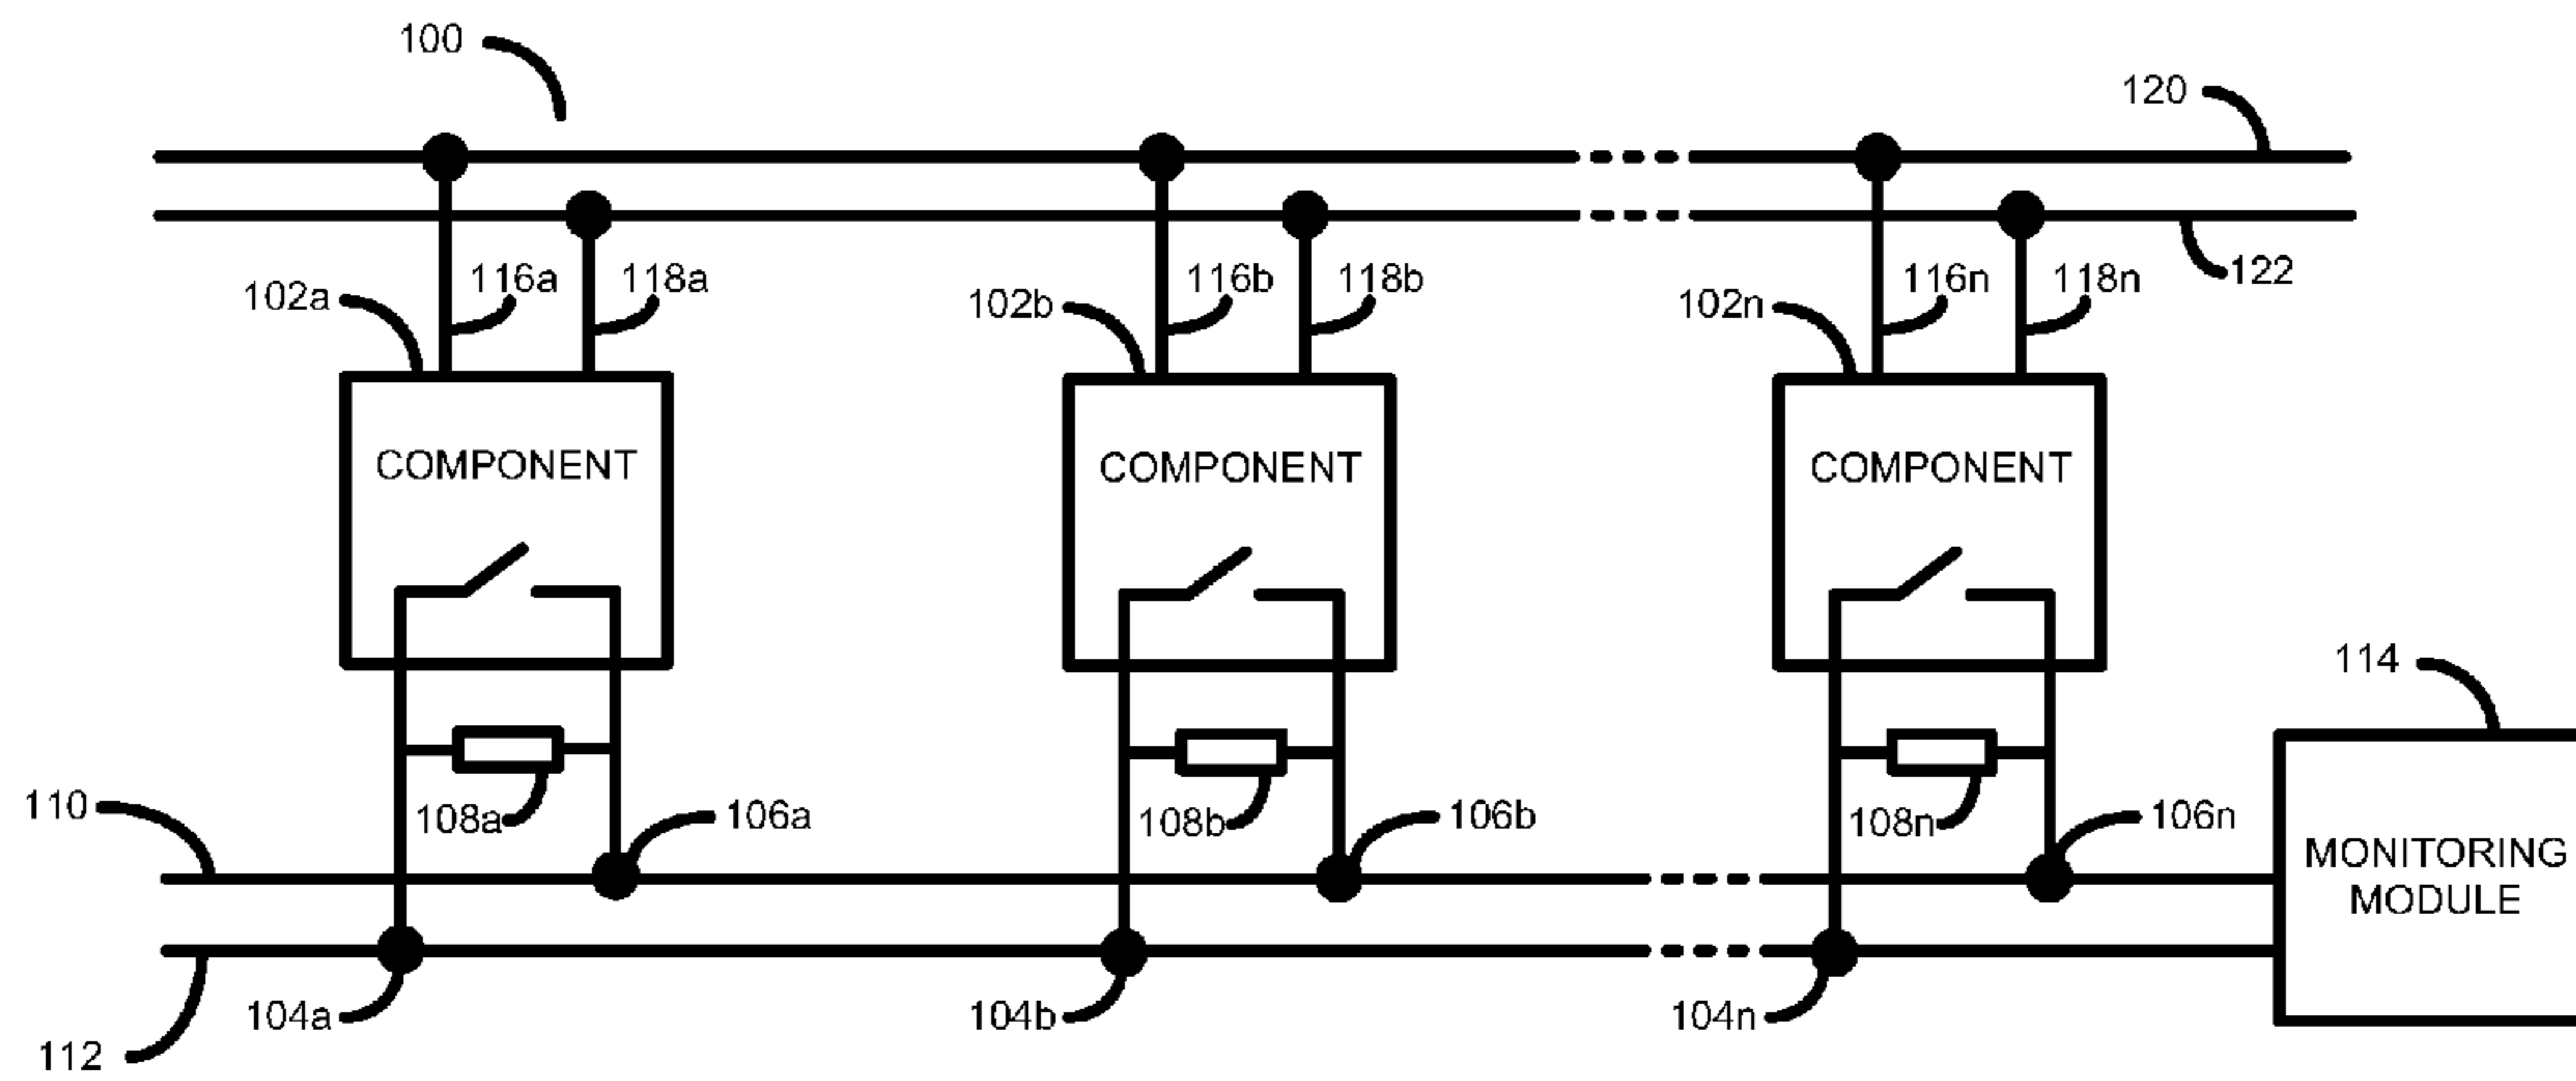 100
120
122
116a
118a
102a
116b
118b
102b
116n
118n
102n
COMPONENT
COMPONENT
COMPONENT
114
110
108a
106a
108b
106b
108n
106n
MONITORING
MODULE
104a
104b
104n
112